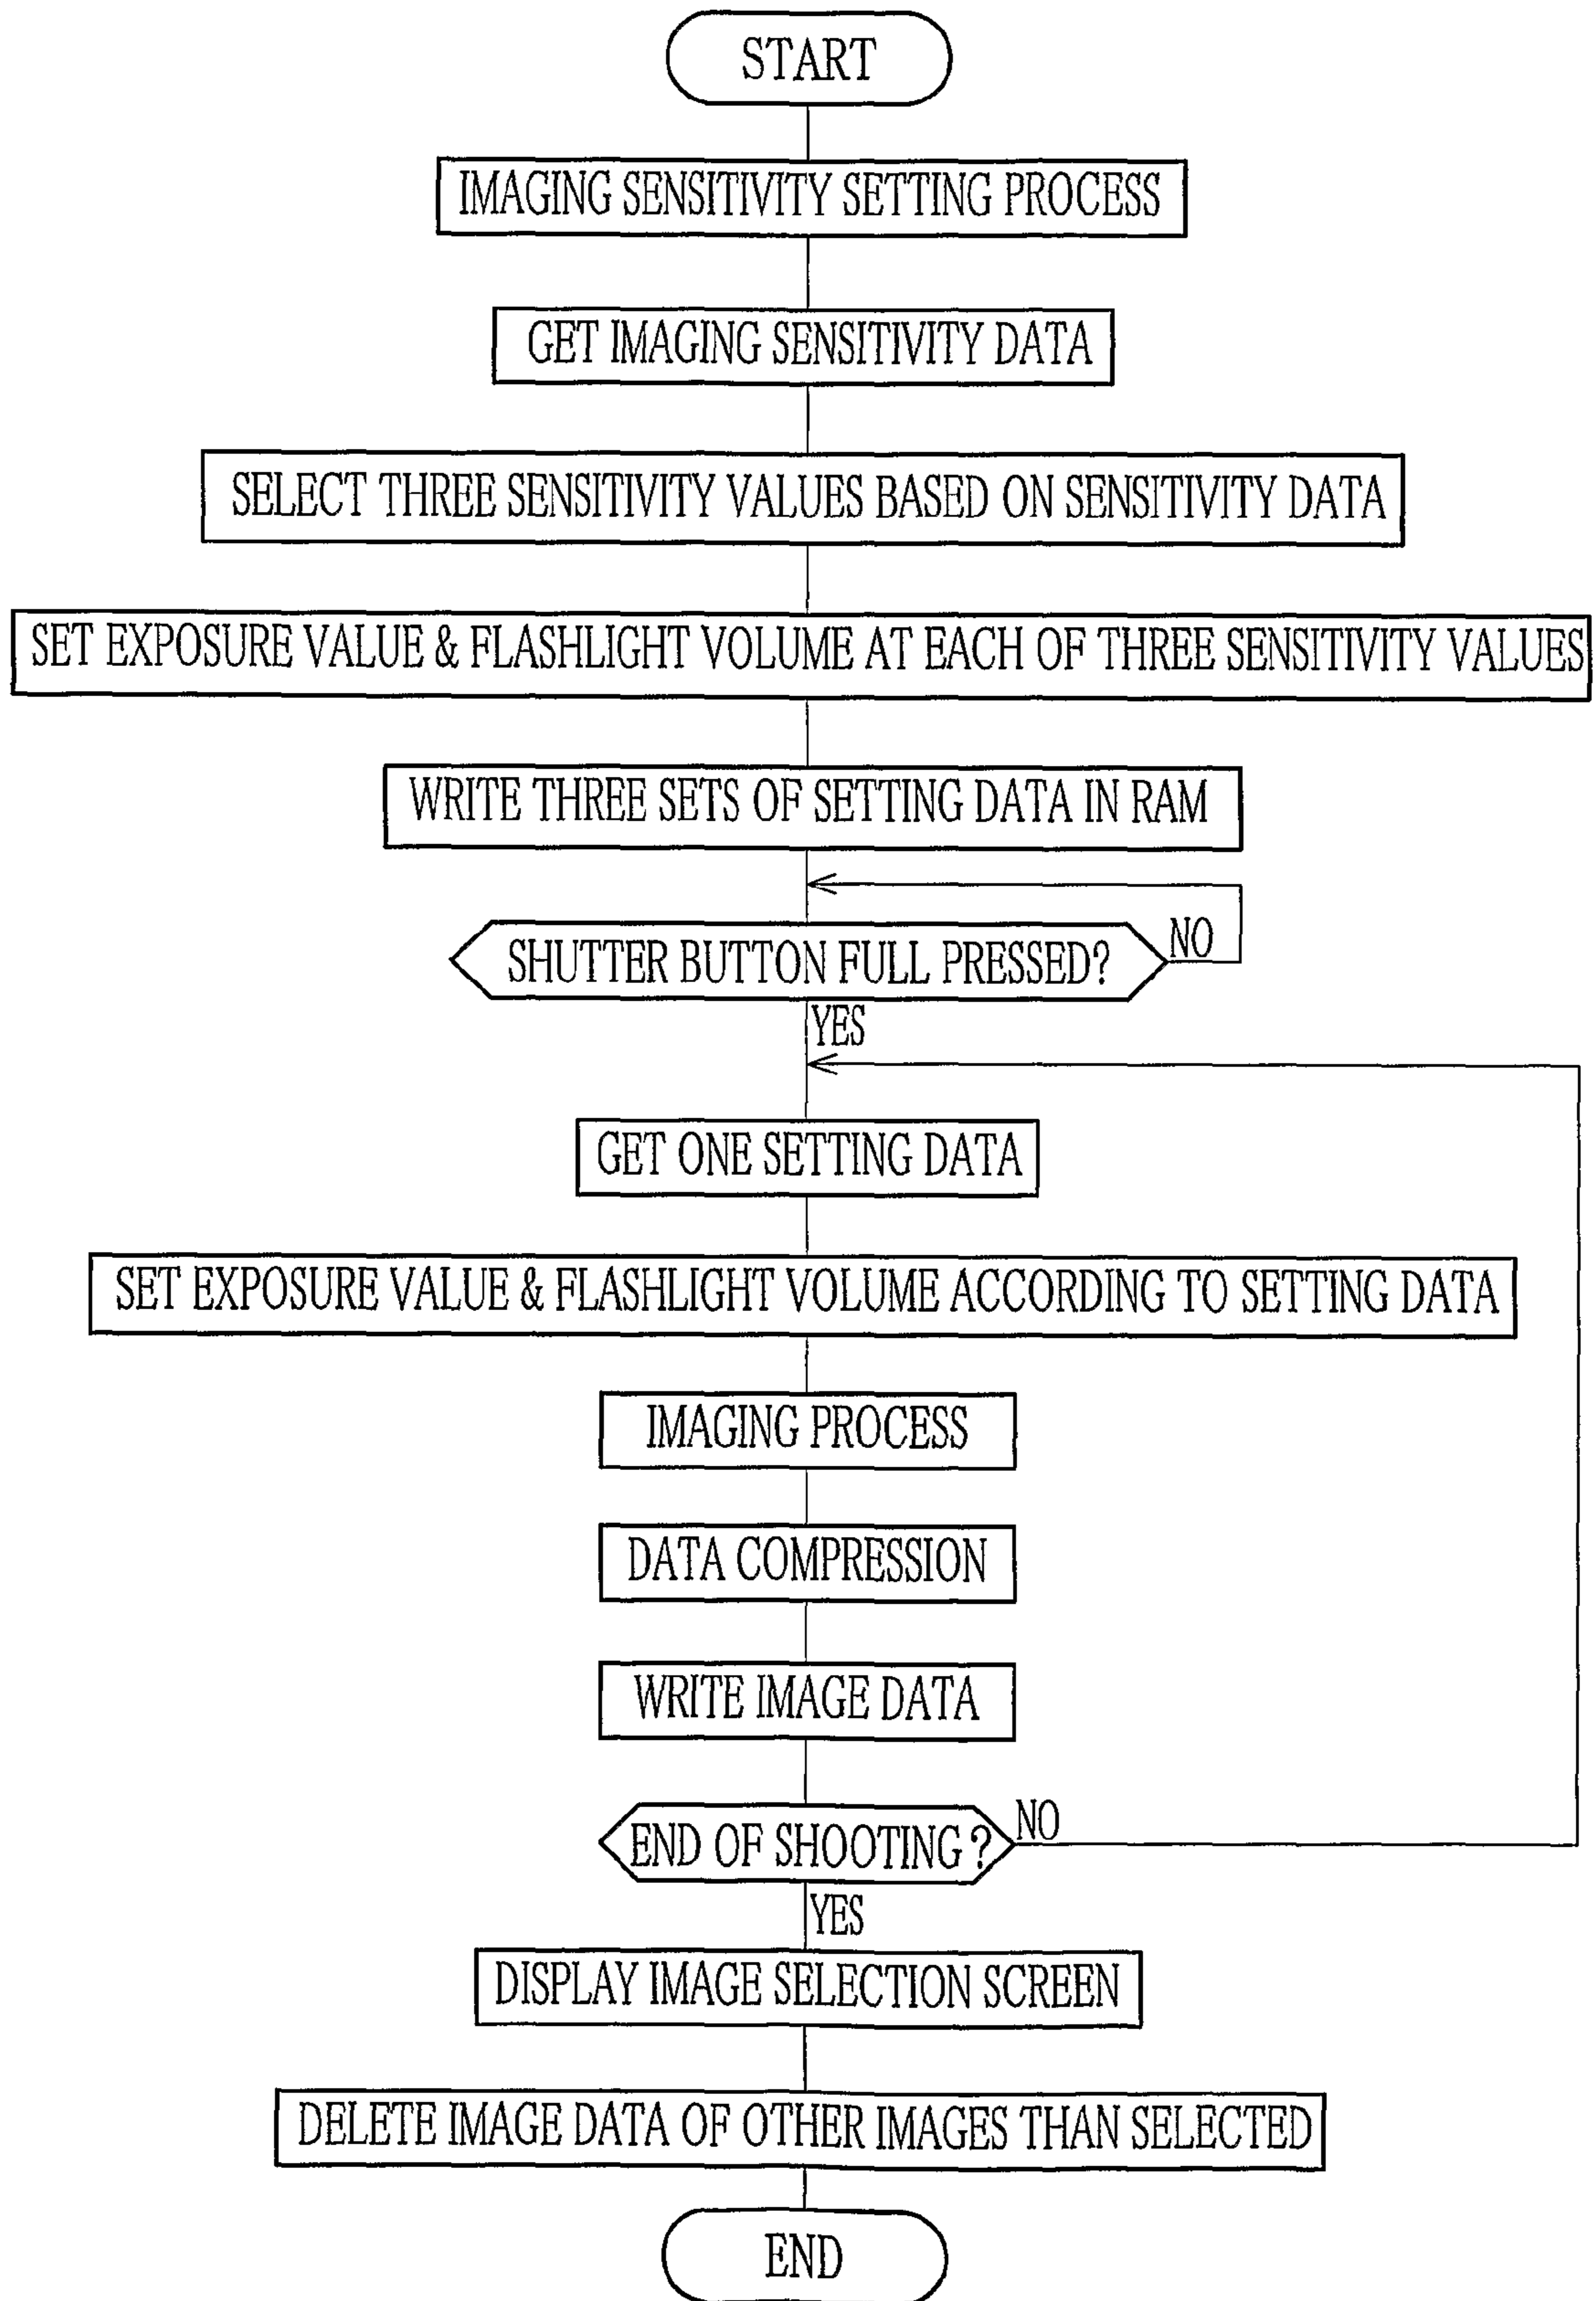 START
IMAGING SENSITIVITY SETTING PROCESS
GET IMAGING SENSITIVITY DATA
SELECT THREE SENSITIVITY VALUES BASED ON SENSITIVITY DATA
SET EXPOSURE VALUE & FLASHLIGHT VOLUME AT EACH OF THREE SENSITIVITY VALUES
WRITE THREE SETS OF SETTING DATA IN RAM
SHUTTER BUTTON FULL PRESSED?
NO
YES
GET ONE SETTING DATA
SET EXPOSURE VALUE & FLASHLIGHT VOLUME ACCORDING TO SETTING DATA
IMAGING PROCESS
DATA COMPRESSION
WRITE IMAGE DATA
END OF SHOOTING?
NO
YES
DISPLAY IMAGE SELECTION SCREEN
DELETE IMAGE DATA OF OTHER IMAGES THAN SELECTED
END